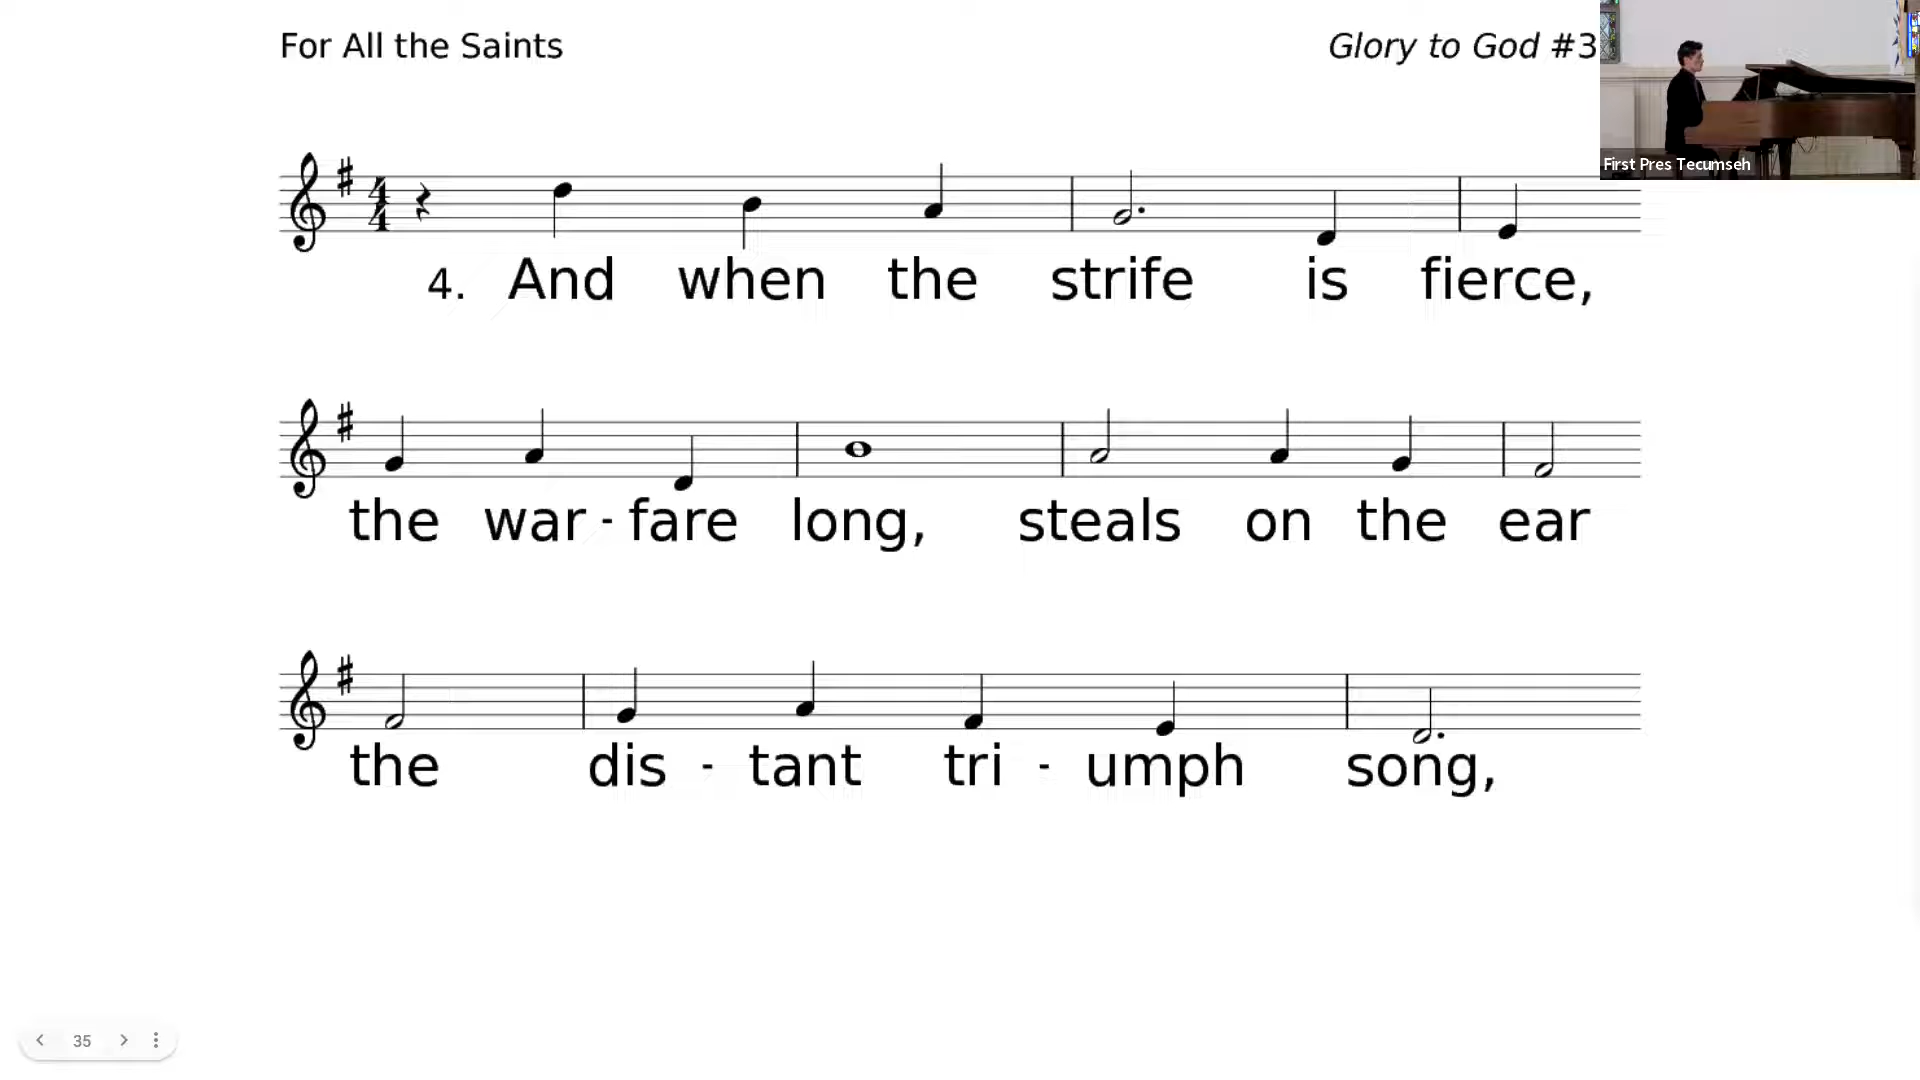 For All the Saints
Glory to God #3
First Pres Tecumseh
4. And when the strife is fierce,
the war - fare long, steals on the ear
the dis - tant tri - umph song,
35